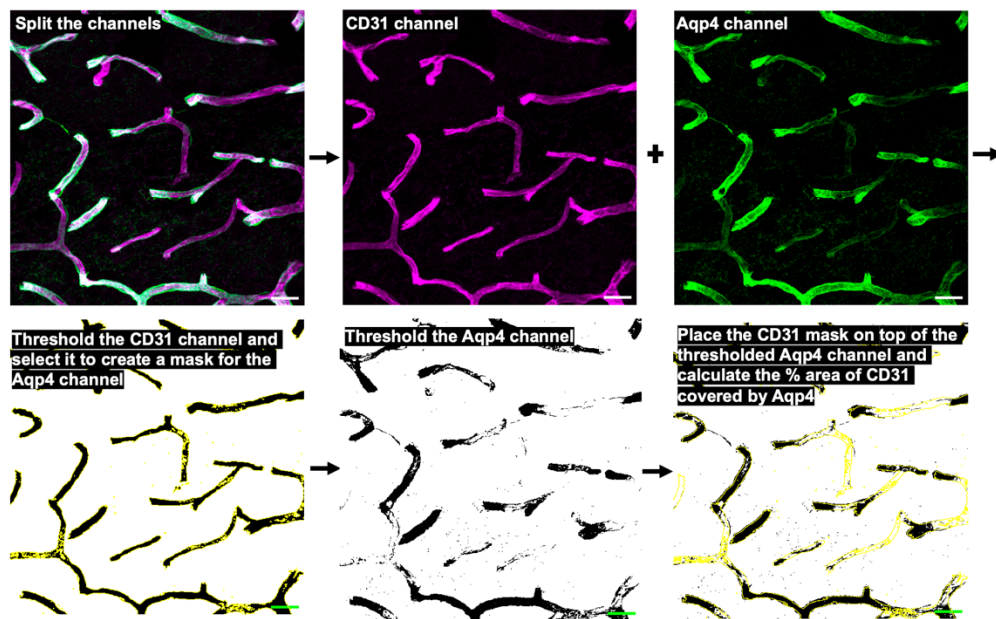 Split the channels
CD31 channel
Aqp4 channel
+
Threshold the CD31 channel and
select it to create a mask for the
Aqp4 channel
Threshold the Aqp4 channel
Place the CD31 mask on top of the
thresholded Aqp4 channel and
calculate the % area of CD31
covered by Aqp4